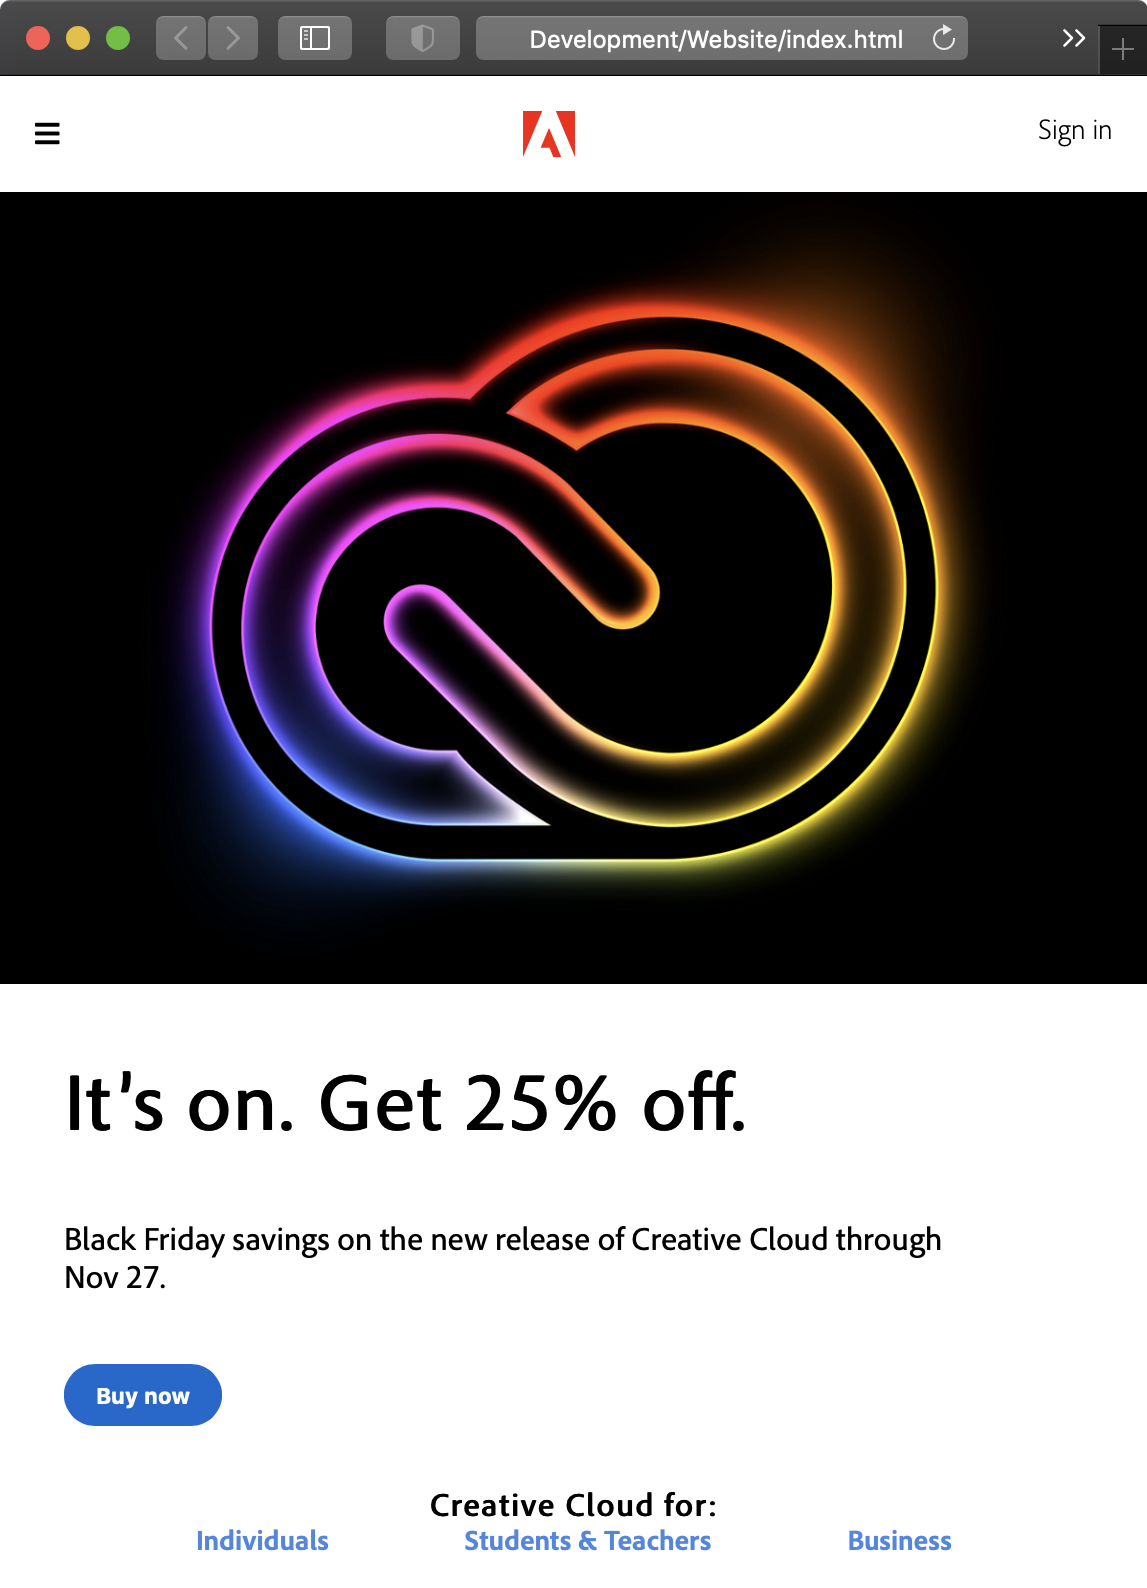 Development/Website/index.html
Sign in
It's on. Get 25% off.
Black Friday savings on the new release of Creative Cloud through
Nov 27.
Buy now
Creative Cloud for:
Individuals Students & Teachers Business